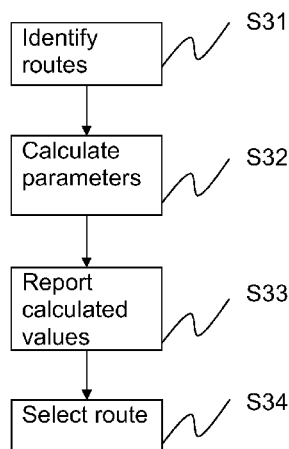 Identify
routes
S31
Calculate
parameters
S32
Report
calculated
values
S33
Select route
S34